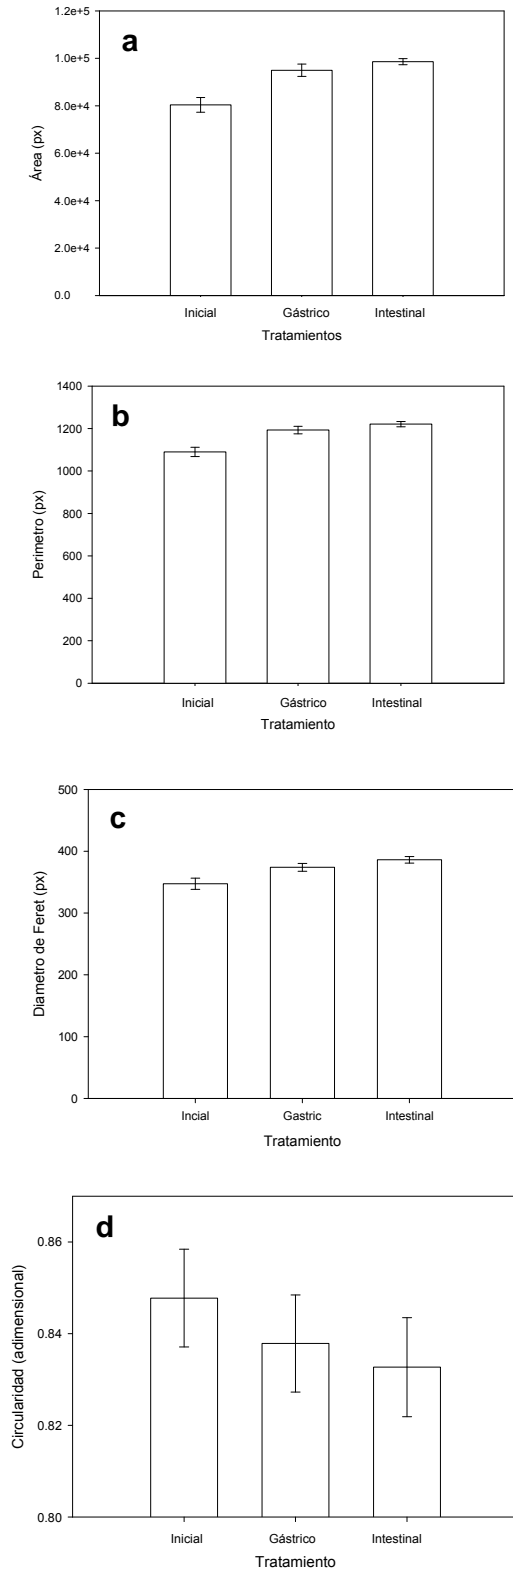 a
1.2e+5
1.0e+5
8.0e+4
6.0e+4
4.0e+4
2.0e+4
0.0
Área (px)
Inicial Gástrico Intestinal
Tratamientos
b
1400
1200
1000
800
600
400
200
0
Perimetro (px)
Inicial Gástrico Intestinal
Tratamiento
c
500
400
300
200
100
0
Diametro de Feret (px)
Incial Gastric Intestinal
Tratamiento
d
0.86
0.84
0.82
0.80
Circularidad (adimensional)
Inicial Gástrico Intestinal
Tratamiento